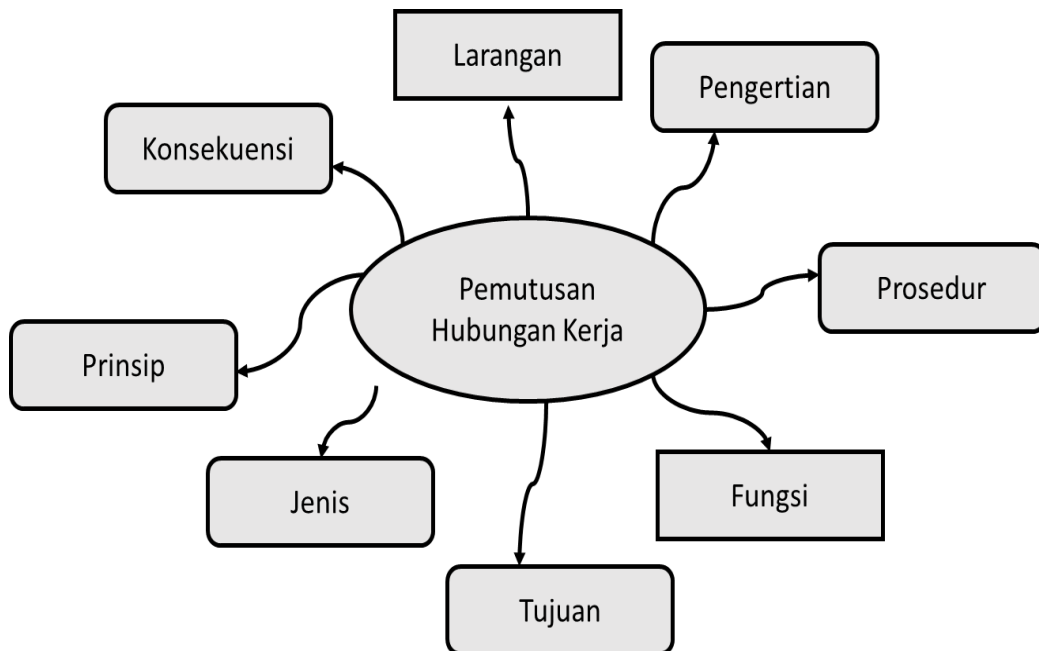 Larangan
Pengertian
Konsekuensi
Prosedur
Pemutusan
Hubungan Kerja
Prinsip
Jenis
Fungsi
Tujuan